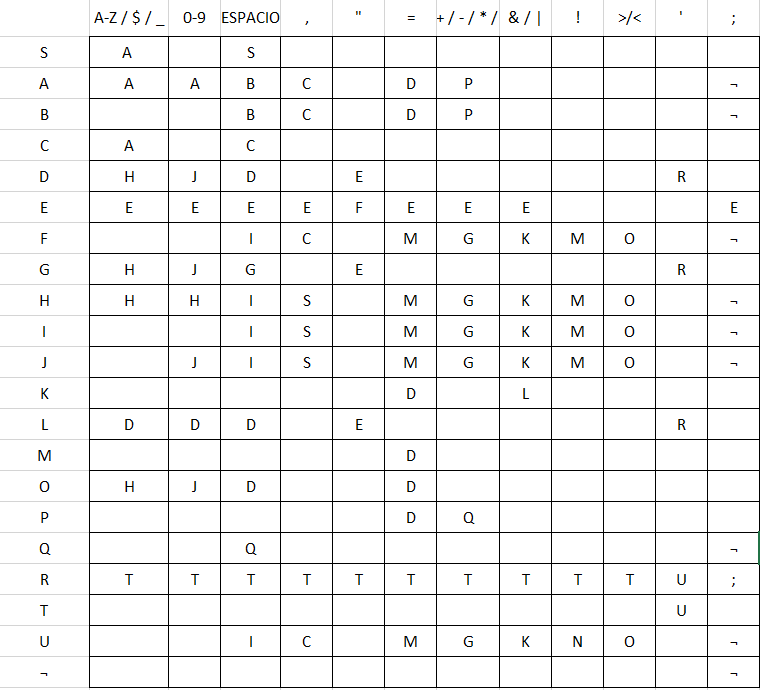 A-Z / $ / _ 0-9 ESPACIO , " = + / - / * / & / | ! >/< ' ;
S A S
A A A B C D P ¬
B B C D P ¬
C A C
D H J D E R
E E E E E F E E E E
F I C M G K M O ¬
G H J G E R
H H H I S M G K M O ¬
I I S M G K M O ¬
J J I S M G K M O ¬
K D L
L D D D E R
M D
O H J D D
P D Q
Q Q ¬
R T T T T T T T T T T U ;
T U
U I C M G K N O ¬
¬ ¬